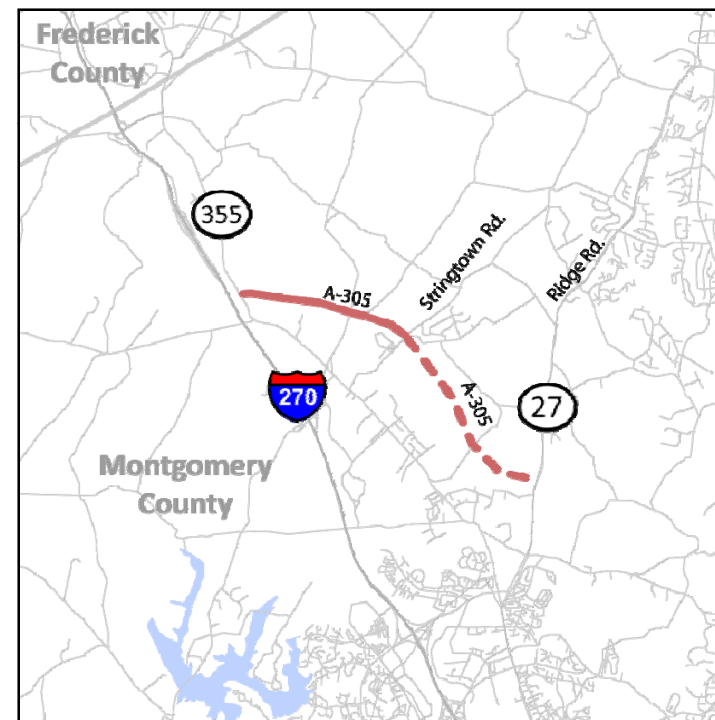 Frederick
County
355
Stringtown Rd.
Ridge Rd.
A-305
270
A-305
27
Montgomery
County